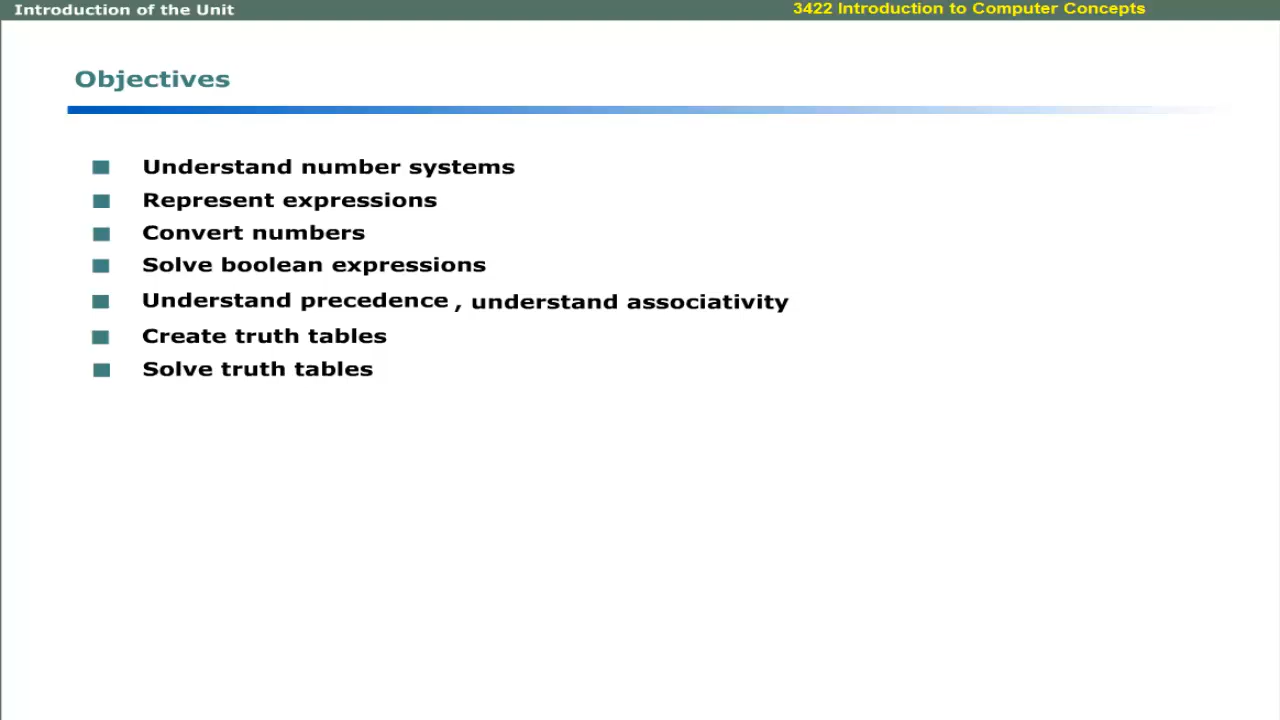 Introduction of the Unit
3422 Introduction to Computer Concepts
Objectives
Understand number systems
Represent expressions
Convert numbers
Solve boolean expressions
Understand precedence , understand associativity
Create truth tables
Solve truth tables